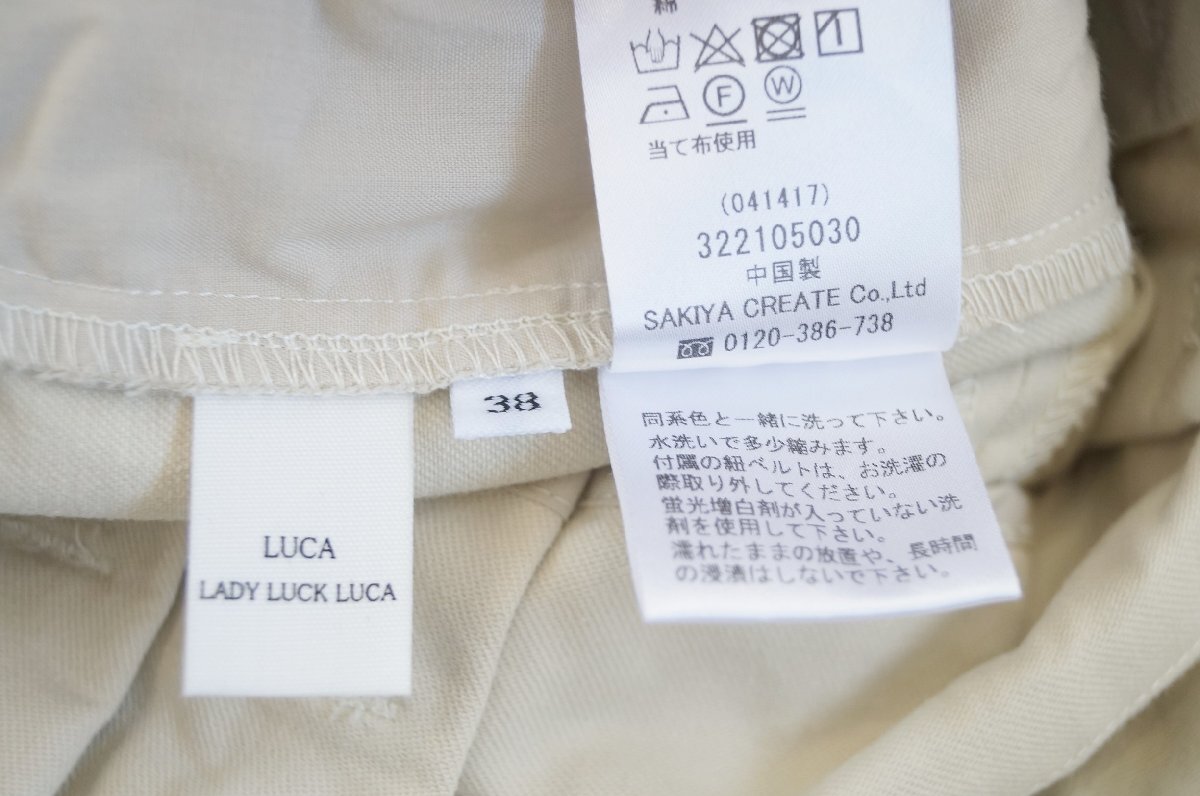 綿
F
W
当て布使用
(041417)
322105030
中国製
SAKIYA CREATE Co.,Ltd
0120-386-738
38
同系色と一緒に洗って下さい。
水洗いで多少縮みます。
付属の紐ベルトは、お洗濯の
際取り外してください。
蛍光増白剤が入っていない洗
剤を使用して下さい。
濡れたままの放置や、長時間
の浸漬はしないで下さい。
LUCA
LADY LUCK LUCA